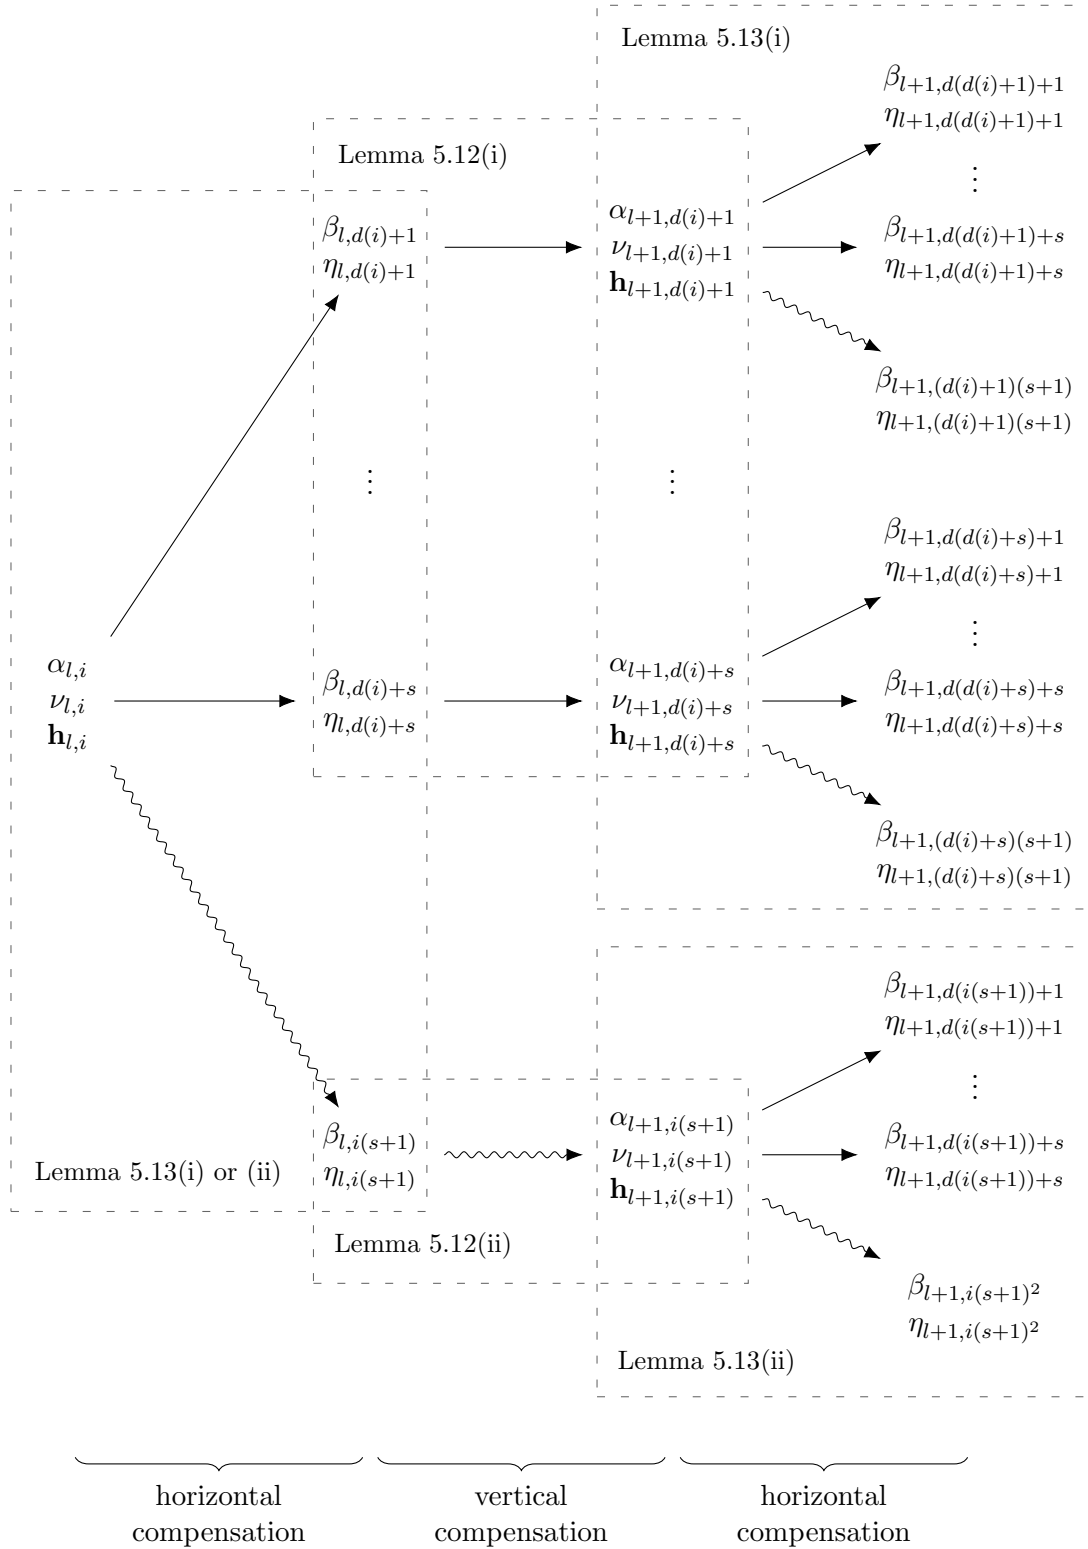 Lemma 5.13(i)
β_{l+1,d(d(i)+1)+1}
η_{l+1,d(d(i)+1)+1}
⋮
Lemma 5.12(i)
β_{l,d(i)+1}
η_{l,d(i)+1}
α_{l+1,d(i)+1}
ν_{l+1,d(i)+1}
𝐡_{l+1,d(i)+1}
β_{l+1,d(d(i)+1)+s}
η_{l+1,d(d(i)+1)+s}
β_{l+1,(d(i)+1)(s+1)}
η_{l+1,(d(i)+1)(s+1)}
⋮
⋮
β_{l+1,d(d(i)+s)+1}
η_{l+1,d(d(i)+s)+1}
⋮
α_{l,i}
ν_{l,i}
𝐡_{l,i}
β_{l,d(i)+s}
η_{l,d(i)+s}
α_{l+1,d(i)+s}
ν_{l+1,d(i)+s}
𝐡_{l+1,d(i)+s}
β_{l+1,d(d(i)+s)+s}
η_{l+1,d(d(i)+s)+s}
β_{l+1,(d(i)+s)(s+1)}
η_{l+1,(d(i)+s)(s+1)}
β_{l+1,d(i(s+1))+1}
η_{l+1,d(i(s+1))+1}
⋮
Lemma 5.13(i) or (ii)
β_{l,i(s+1)}
η_{l,i(s+1)}
α_{l+1,i(s+1)}
ν_{l+1,i(s+1)}
𝐡_{l+1,i(s+1)}
β_{l+1,d(i(s+1))+s}
η_{l+1,d(i(s+1))+s}
Lemma 5.12(ii)
β_{l+1,i(s+1)^2}
η_{l+1,i(s+1)^2}
Lemma 5.13(ii)
horizontal
compensation
vertical
compensation
horizontal
compensation